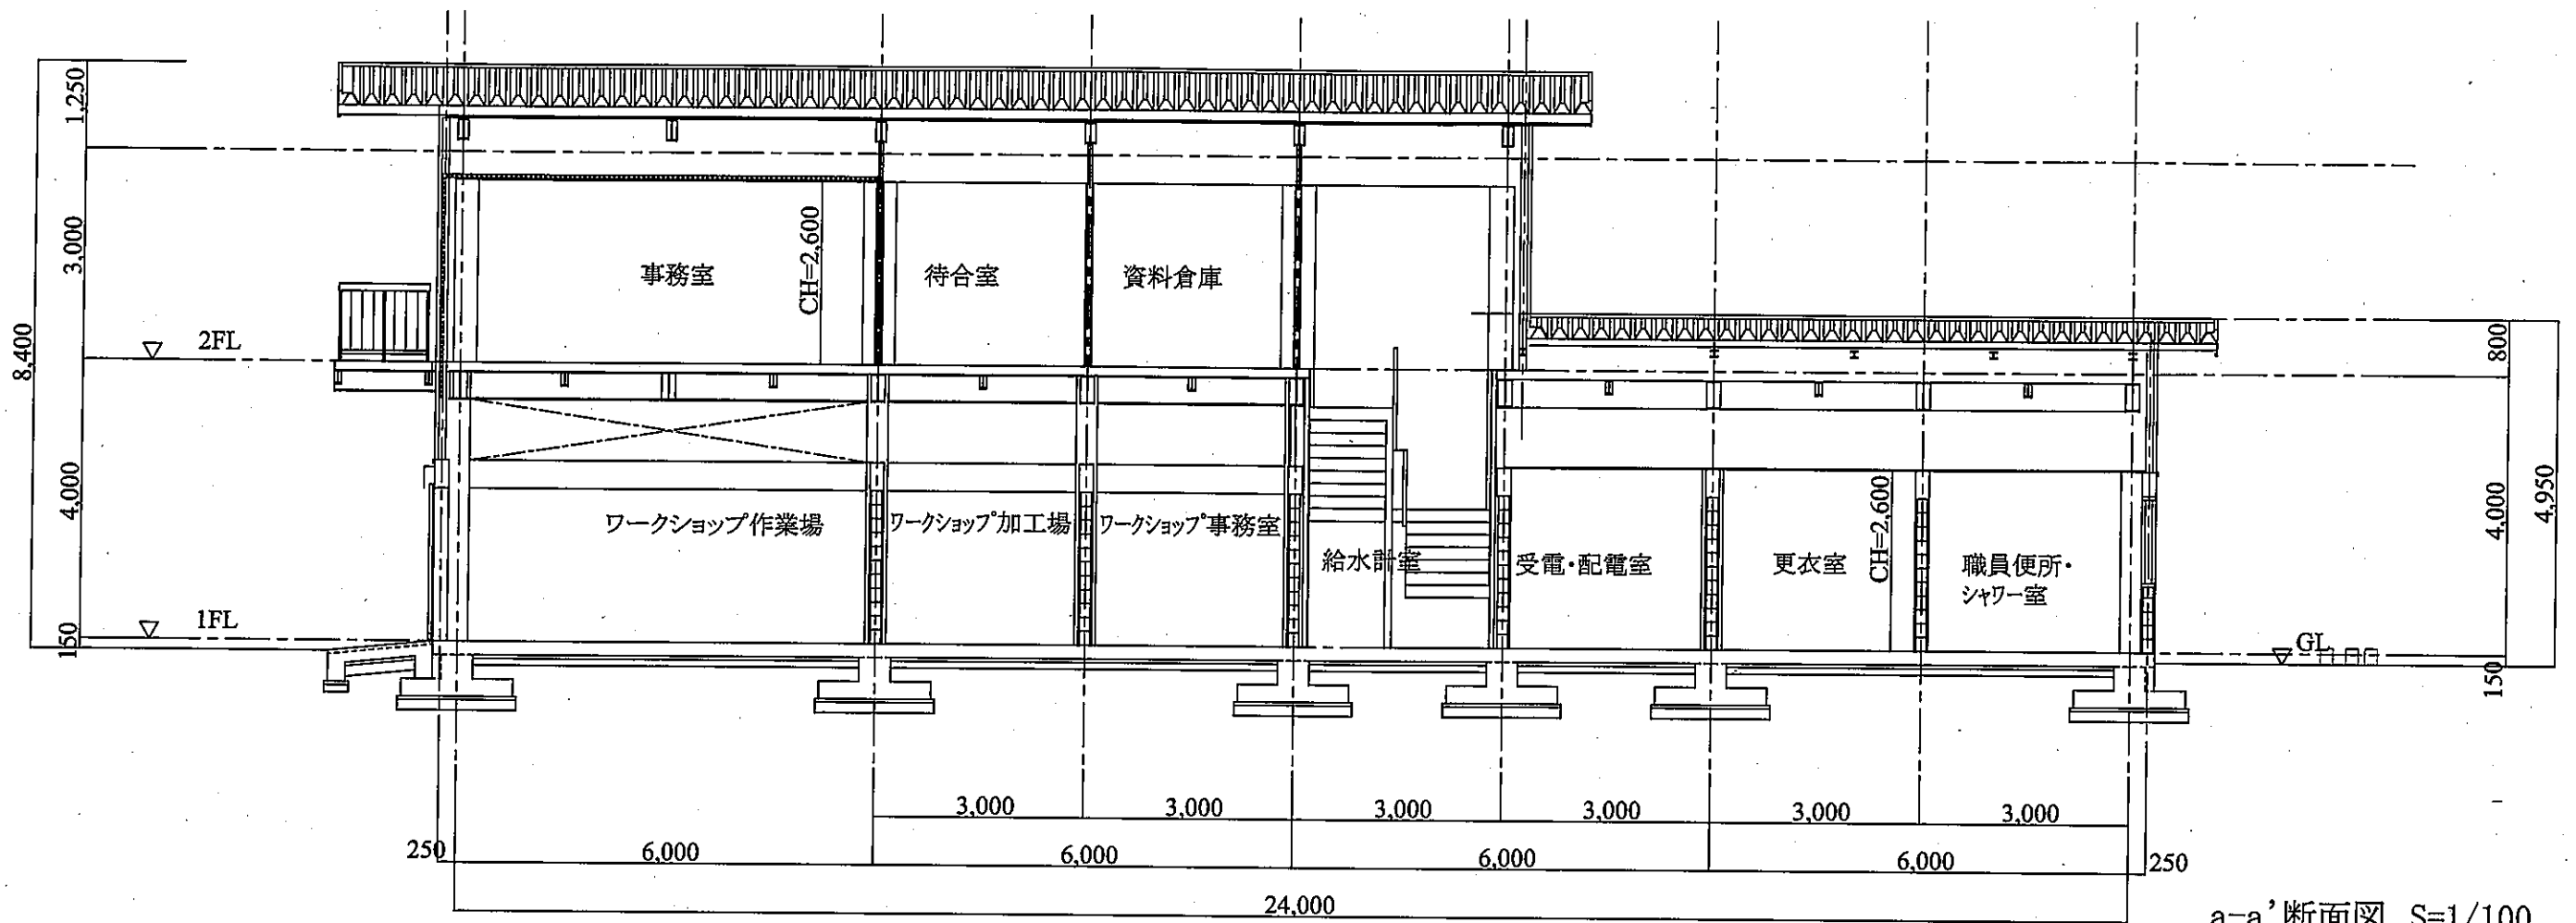 1,250
3,000
8,400
4,000
150
2FL
1FL
事務室
CH=2,600
待合室
資料倉庫
ワークショップ作業場
ワークショップ加工場
ワークショップ事務室
給水計室
受電・配電室
更衣室
CH=2,600
職員便所・
シャワー室
GL
800
4,000
4,950
150
3,000
3,000
3,000
3,000
3,000
3,000
250
6,000
6,000
6,000
6,000
250
24,000
a-a'断面図 S=1/100